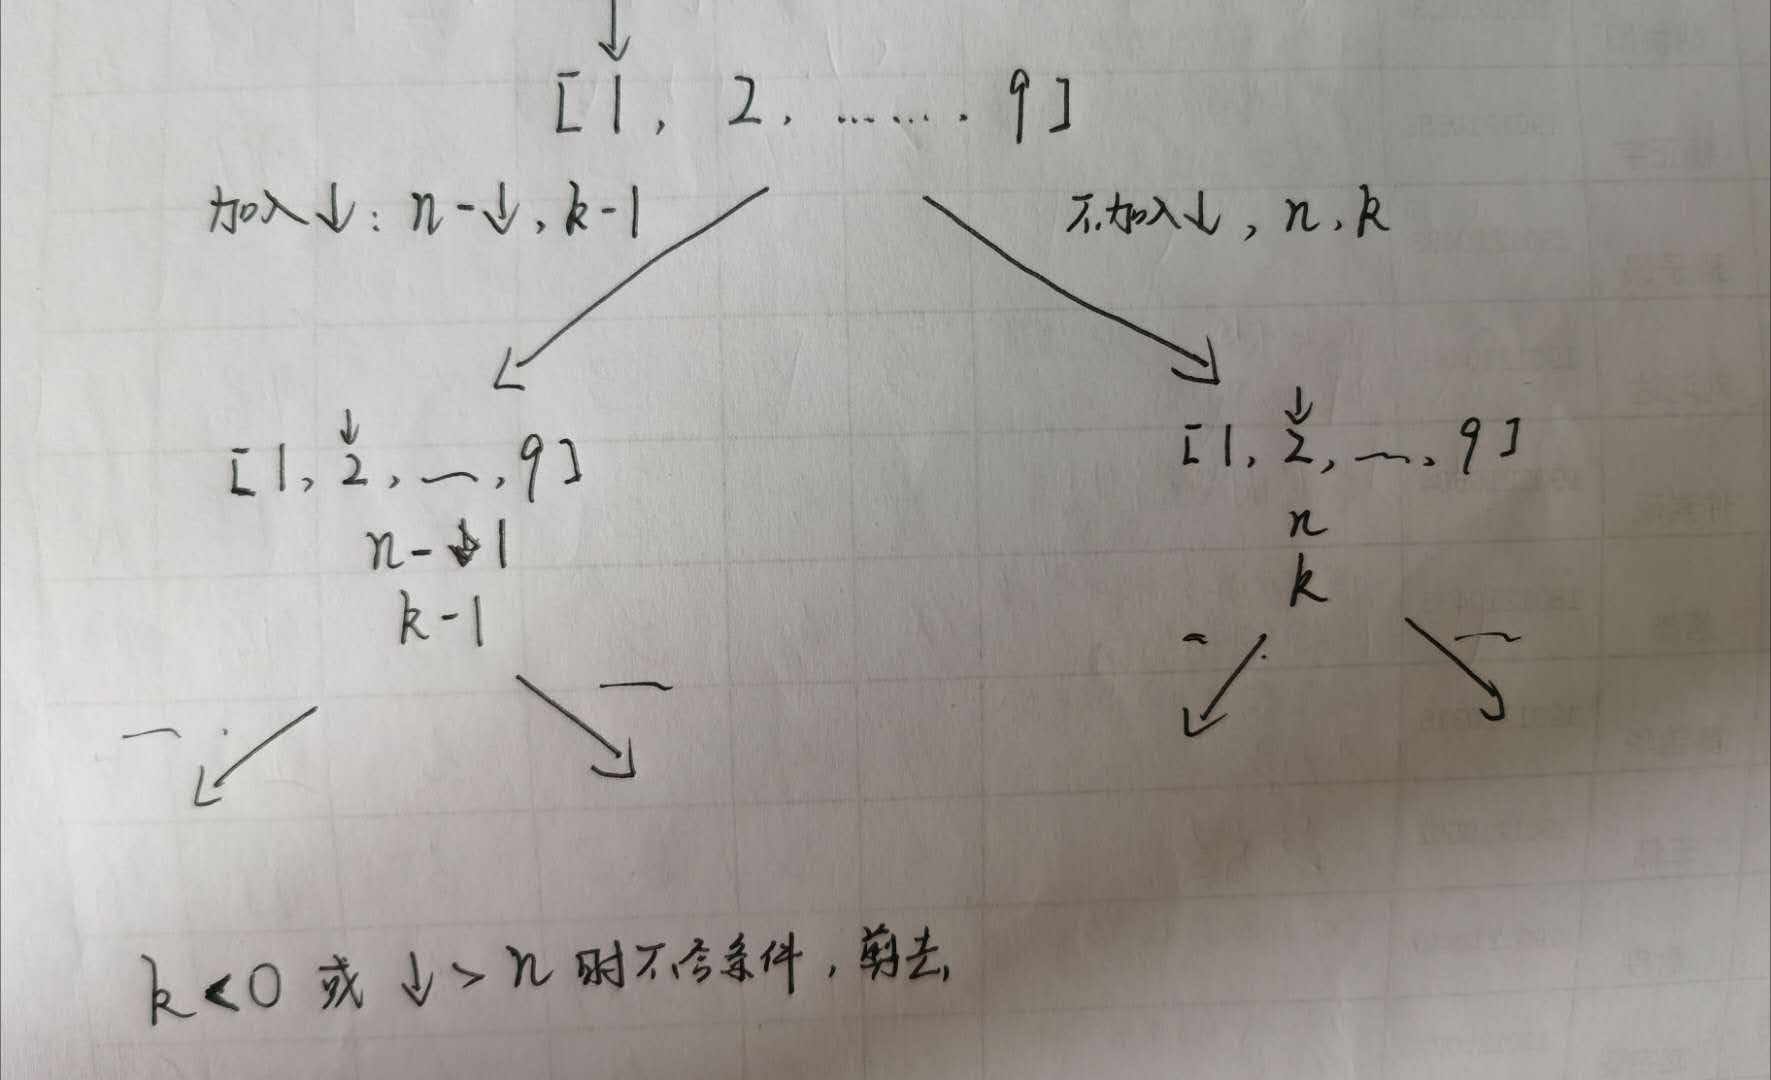 ↓
[1, 2, ……. 9]
加入↓: n-↓, k-1
不加入↓, n, k
↓
[1, 2, ―, 9]
n-1
k-1
↓
[1, 2, ―, 9]
n
k
k<0 或 ↓>n 时不合条件,剪去,